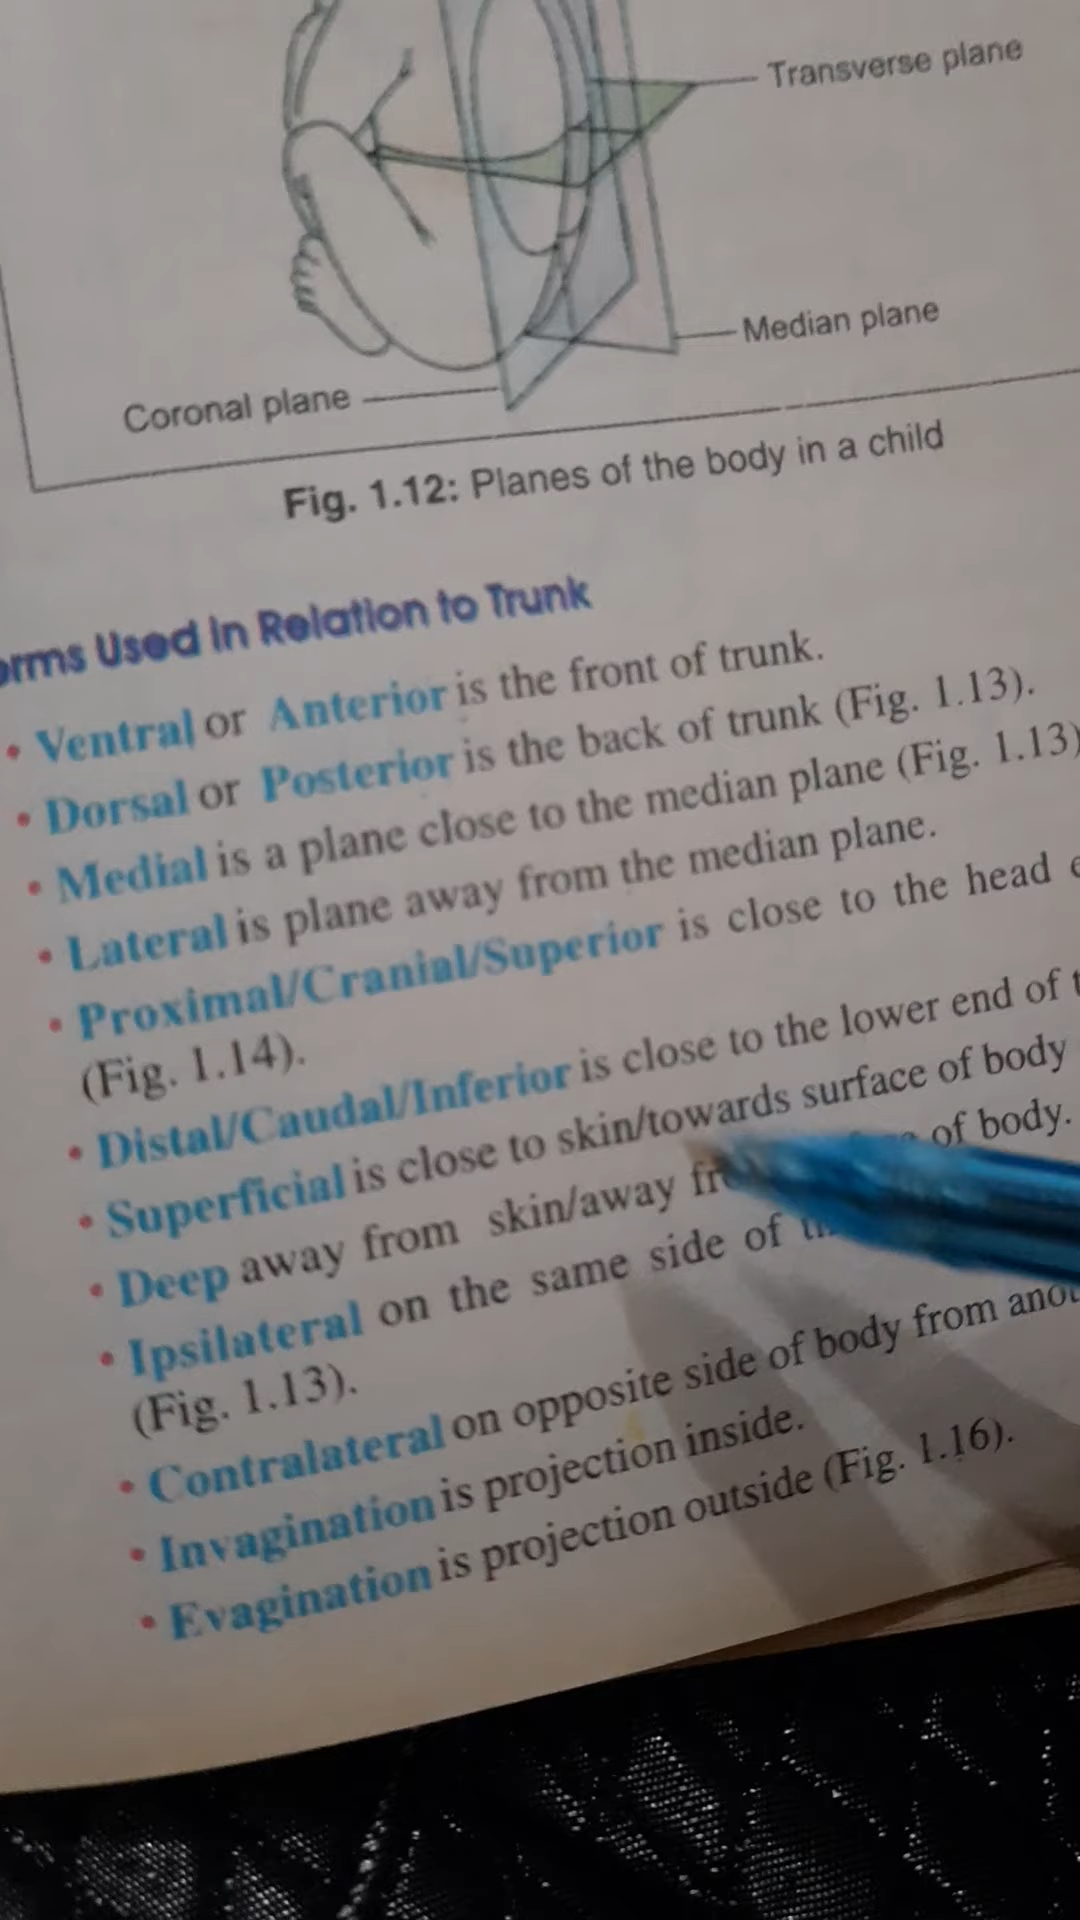 Transverse plane
Median plane
Coronal plane
Fig. 1.12: Planes of the body in a child
Used in Relation to Trunk
• Ventral or Anterior is the front of trunk.
• Dorsal or Posterior is the back of trunk (Fig. 1.13).
• Medial is a plane close to the median plane (Fig. 1.13)
• Lateral is plane away from the median plane.
• Proximal/Cranial/Superior is close to the head
(Fig. 1.14).
• Distal/Caudal/Inferior is close to the lower end of
• Superficial is close to skin/towards surface of body
• Deep away from skin/away of body.
• Ipsilateral on the same side of
(Fig. 1.13).
• Contralateral on opposite side of body from
• Invagination is projection inside.
• Evagination is projection outside (Fig. 1.16).